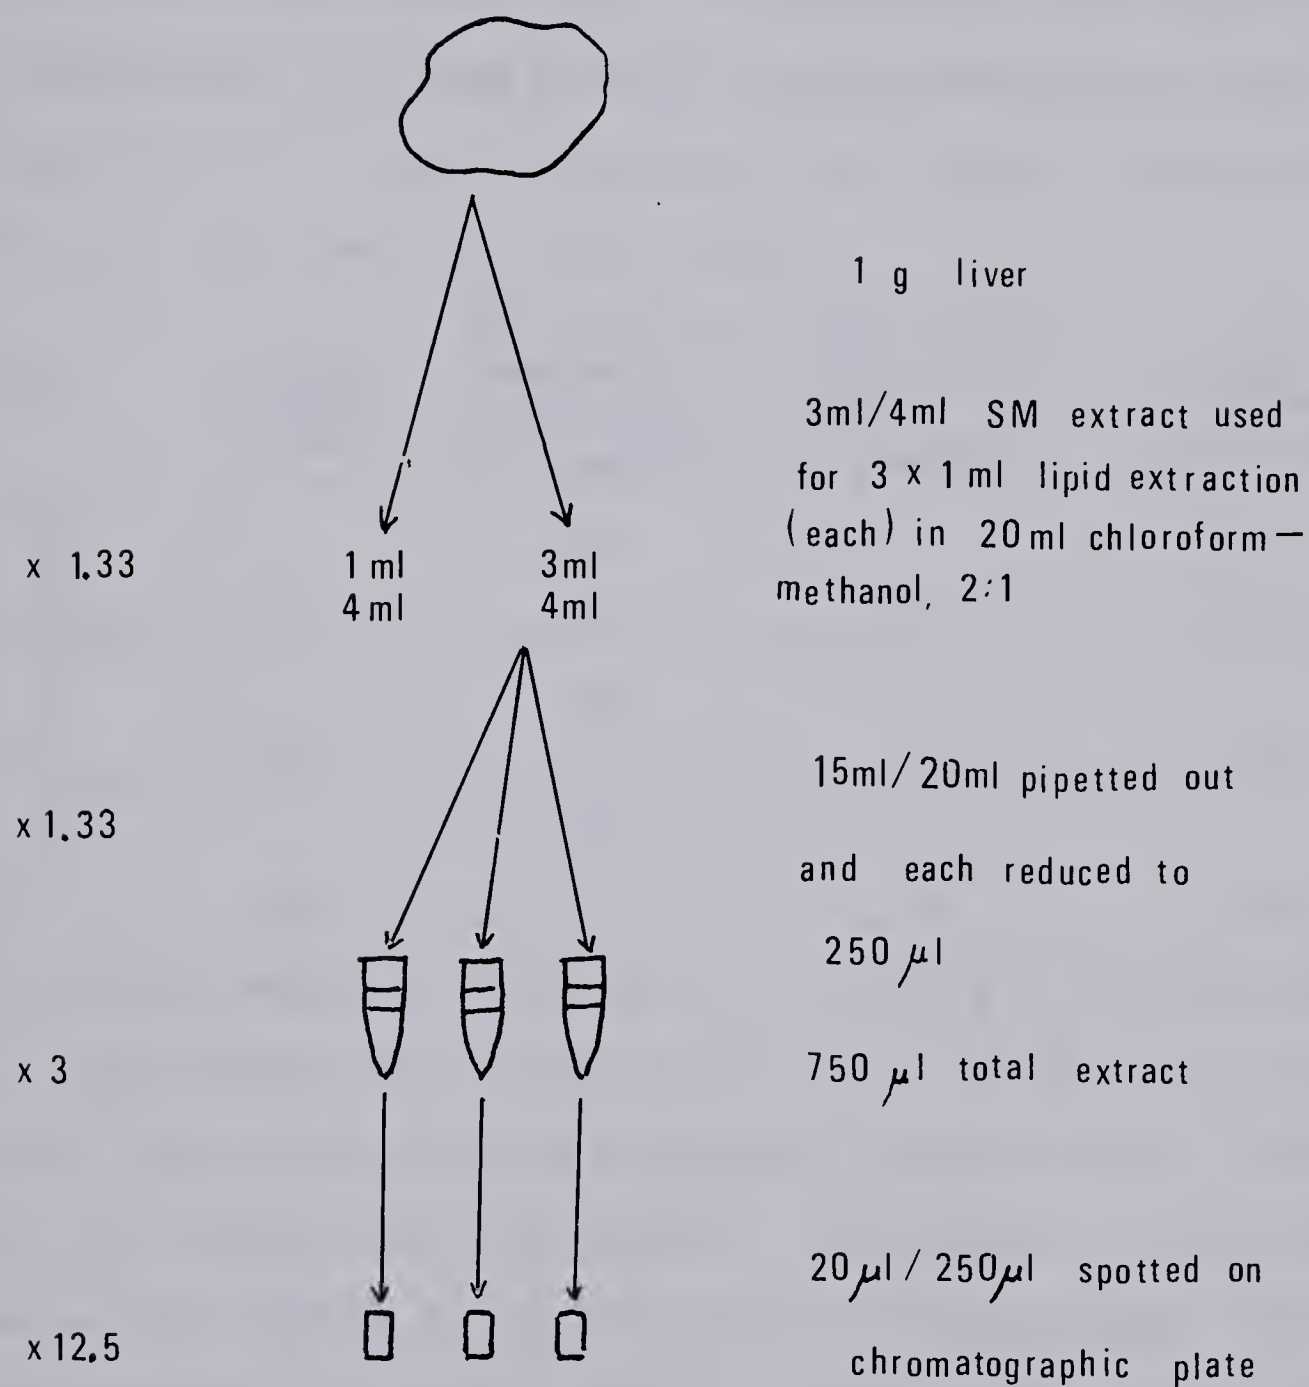 1 g liver
3ml/4ml SM extract used
for 3 x 1 ml lipid extraction
(each) in 20 ml chloroform—
methanol, 2:1
x 1.33
1 ml
4 ml
3ml
4ml
15ml/20ml pipetted out
x 1.33
and each reduced to
250 µl
x 3
750 µl total extract
20µl / 250µl spotted on
x 12.5
chromatographic plate